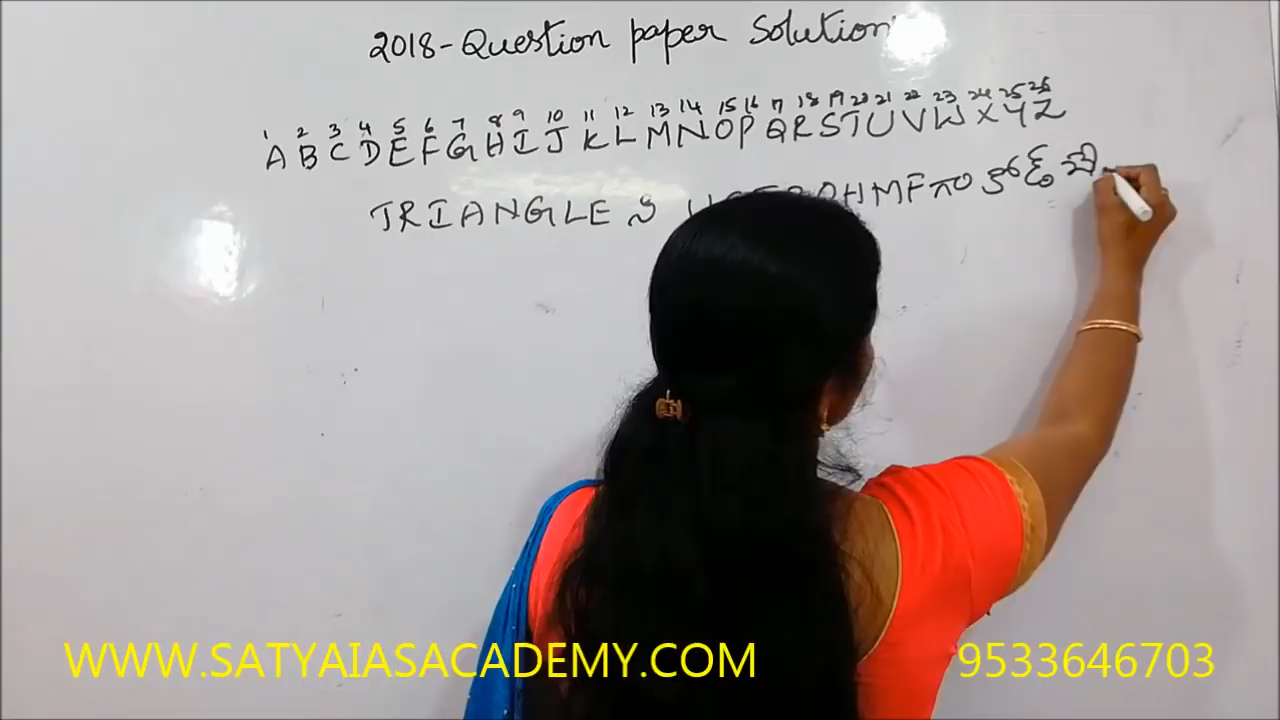 2018-Question paper Solution
1 2 3 4 5 6 7 8 9 10 11 12 13 14 15 16 17 18 19 20 21 22 23 24 25 26
A B C D E F G H I J K L M N O P Q R S T U V W X Y Z
TRIANGLE ని HMFగా కోడ్
WWW.SATYAIASACADEMY.COM 9533646703